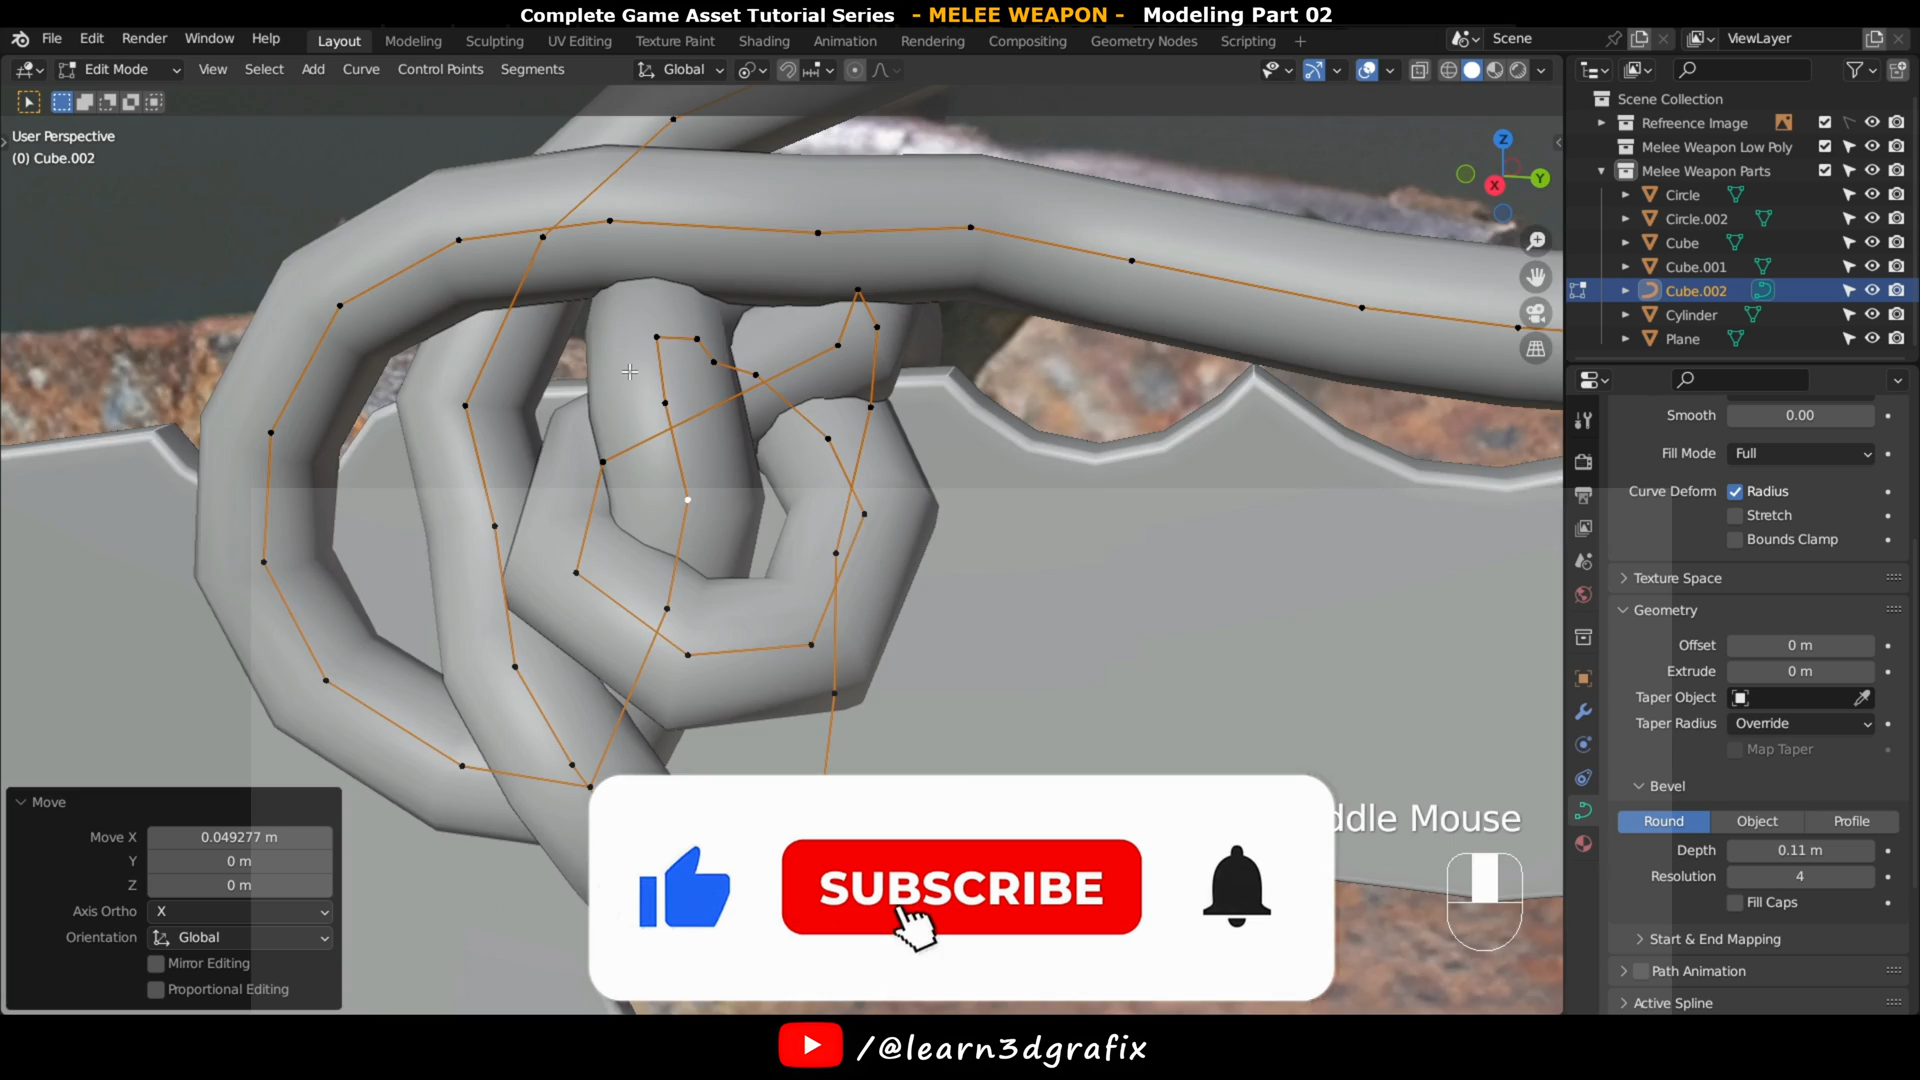 Complete Game Asset Tutorial Series - MELEE WEAPON - Modeling Part 02
File Edit Render Window Help Layout Modeling Sculpting UV Editing Texture Paint Shading Animation Rendering Compositing Geometry Nodes Scripting + Scene ViewLayer
Edit Mode View Select Add Curve Control Points Segments Global
User Perspective
(0) Cube.002
Scene Collection
Refreence Image
Melee Weapon Low Poly
Melee Weapon Parts
Circle
Circle.002
Cube
Cube.001
Cube.002
Cylinder
Plane
Z
Y
X
Smooth 0.00
Fill Mode Full
Curve Deform Radius
Stretch
Bounds Clamp
Texture Space
Geometry
Offset 0 m
Extrude 0 m
Taper Object
Taper Radius Override
Map Taper
Bevel
Round Object Profile
Depth 0.11 m
Resolution 4
Fill Caps
Start & End Mapping
Path Animation
Active Spline
Move
Move X 0.049277 m
Y 0 m
Z 0 m
Axis Ortho X
Orientation Global
Mirror Editing
Proportional Editing
ddle Mouse
SUBSCRIBE
/@learn3dgrafix